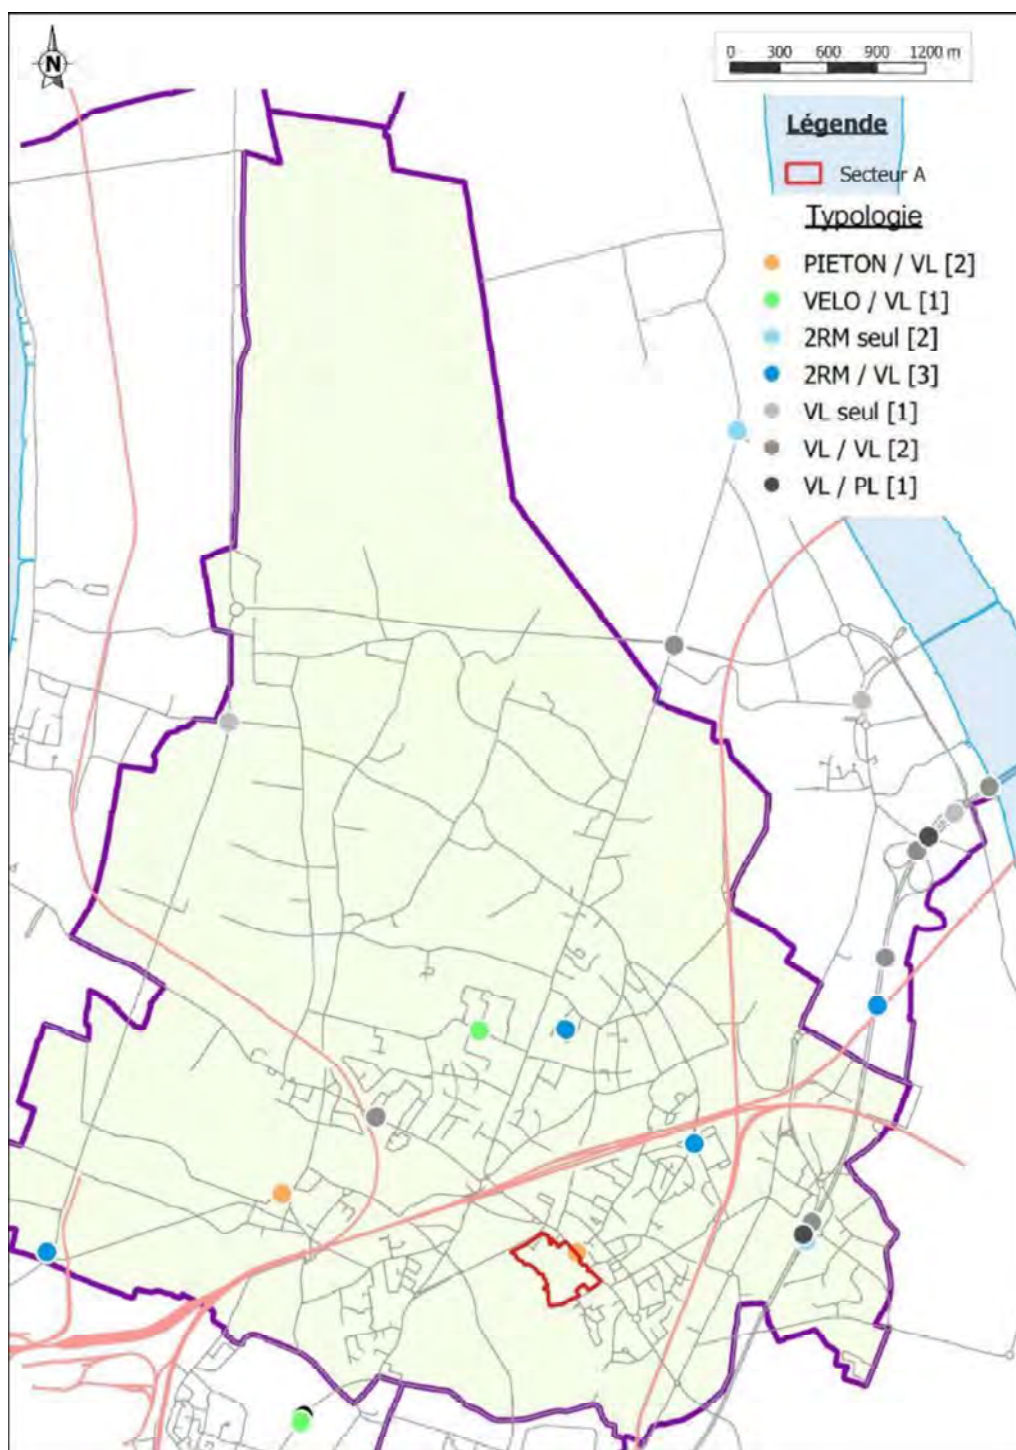 N
0 300 600 900 1200 m
Légende
Secteur A
Typologie
PIETON / VL [2]
VELO / VL [1]
2RM seul [2]
2RM / VL [3]
VL seul [1]
VL / VL [2]
VL / PL [1]